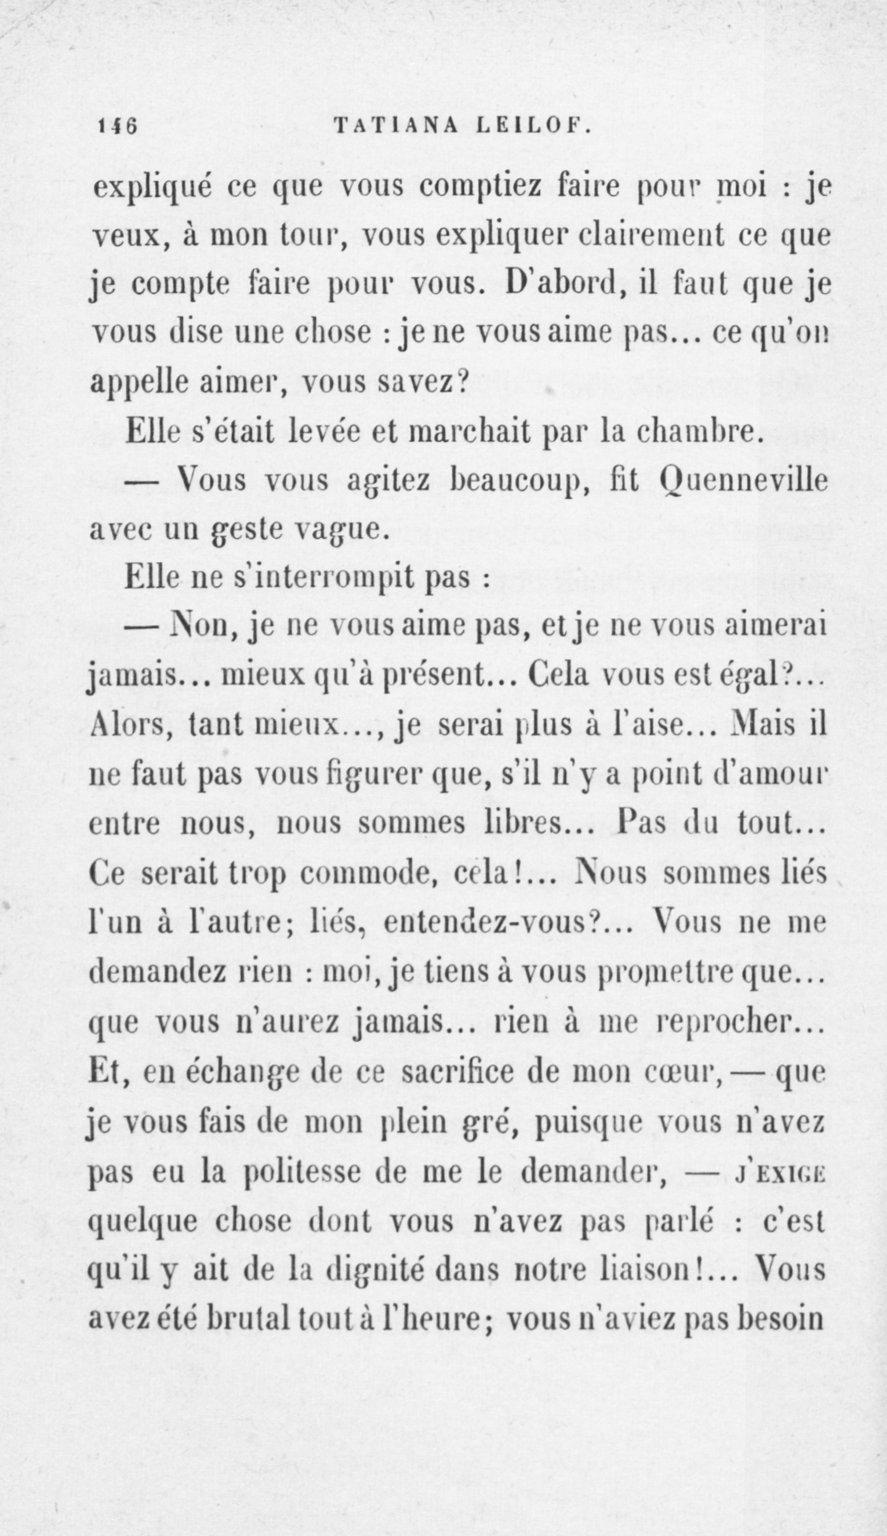 146 TATIANA LEILOF.
expliqué ce que vous comptiez faire pour moi : je
veux, à mon tour, vous expliquer clairement ce que
je compte faire pour vous. D'abord, il faut que je
vous dise une chose : je ne vous aime pas... ce qu'on
appelle aimer, vous savez?
Elle s'était levée et marchait par la chambre.
— Vous vous agitez beaucoup, fit Quenneville
avec un geste vague.
Elle ne s'interrompit pas :
— Non, je ne vous aime pas, et je ne vous aimerai
jamais... mieux qu'à présent... Cela vous est égal?...
Alors, tant mieux..., je serai plus à l'aise... Mais il
ne faut pas vous figurer que, s'il n'y a point d'amour
entre nous, nous sommes libres... Pas du tout...
Ce serait trop commode, cela!... Nous sommes liés
l'un à l'autre; liés, entendez-vous?... Vous ne me
demandez rien : moi, je tiens à vous promettre que...
que vous n'aurez jamais... rien à me reprocher...
Et, en échange de ce sacrifice de mon cœur, — que
je vous fais de mon plein gré, puisque vous n'avez
pas eu la politesse de me le demander, — J'EXIGE
quelque chose dont vous n'avez pas parlé : c'est
qu'il y ait de la dignité dans notre liaison!... Vous
avez été brutal tout à l'heure; vous n'aviez pas besoin